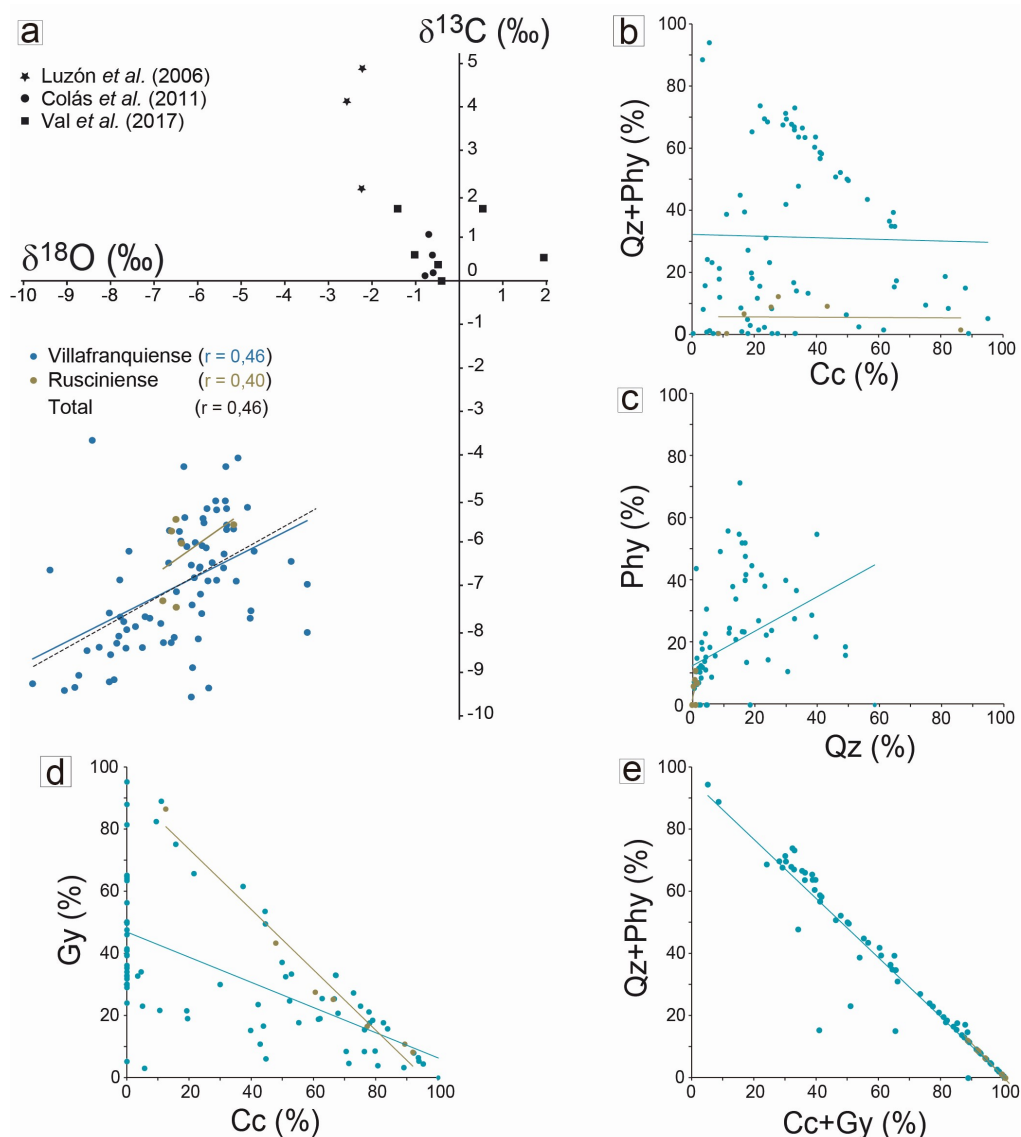 a
δ13C (‰)
Luzón et al. (2006)
Colás et al. (2011)
Val et al. (2017)
5
4
3
2
1
0
δ18O (‰)
-10 -9 -8 -7 -6 -5 -4 -3 -2 -1 0 1 2
-1
-2
-3
-4
-5
-6
-7
-8
-9
-10
Villafranquiense (r = 0,46)
Rusciniense (r = 0,40)
Total (r = 0,46)
b
100
80
60
40
20
0
Qz+Phy (%)
0 20 40 60 80 100
Cc (%)
c
100
80
60
40
20
0
Phy (%)
0 20 40 60 80 100
Qz (%)
d
100
80
60
40
20
0
Gy (%)
0 20 40 60 80 100
Cc (%)
e
100
80
60
40
20
0
Qz+Phy (%)
0 20 40 60 80 100
Cc+Gy (%)